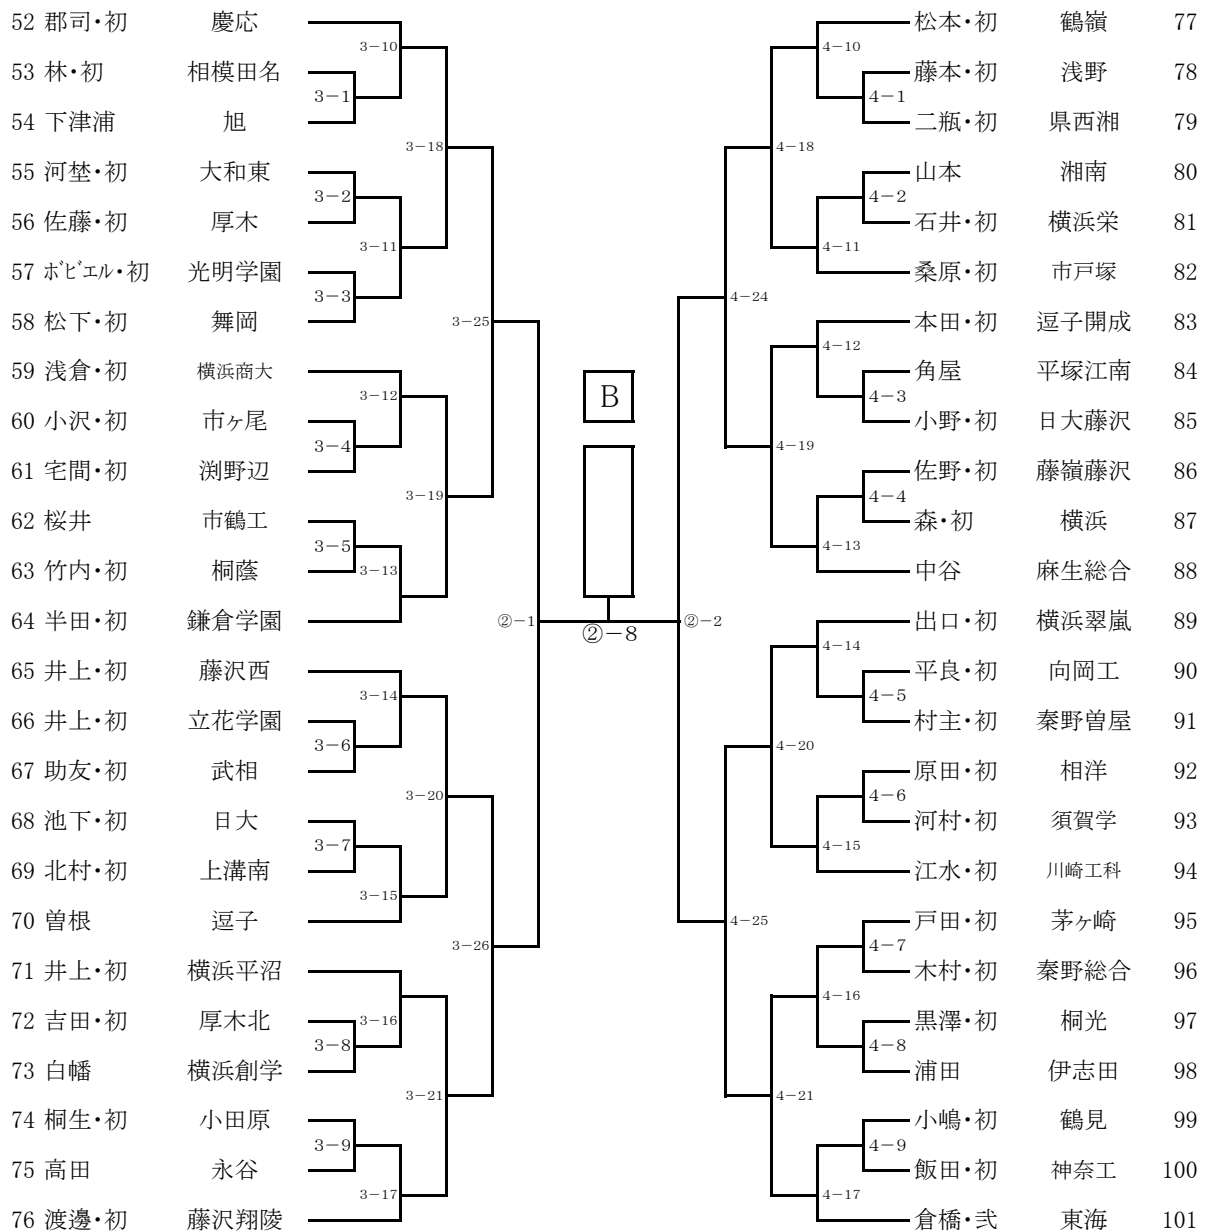 52 郡司・初 慶応
3-10
53 林・初 相模田名
3-1
54 下津浦 旭
3-18
55 河埜・初 大和東
3-2
56 佐藤・初 厚木
3-11
57 ボビエル・初 光明学園
3-3
58 松下・初 舞岡
3-25
59 浅倉・初 横浜商大
3-12
60 小沢・初 市ヶ尾
3-4
61 宅間・初 渕野辺
3-19
62 桜井 市鶴工
3-5
63 竹内・初 桐蔭
3-13
64 半田・初 鎌倉学園
②-1
65 井上・初 藤沢西
3-14
66 井上・初 立花学園
3-6
67 助友・初 武相
3-20
68 池下・初 日大
3-7
69 北村・初 上溝南
3-15
70 曽根 逗子
3-26
71 井上・初 横浜平沼
72 吉田・初 厚木北
3-16
3-8
73 白幡 横浜創学
3-21
74 桐生・初 小田原
3-9
75 高田 永谷
3-17
76 渡邊・初 藤沢翔陵
B
②-8
松本・初 鶴嶺 77
4-10
藤本・初 浅野 78
4-1
二瓶・初 県西湘 79
4-18
山本 湘南 80
4-2
石井・初 横浜栄 81
4-11
桑原・初 市戸塚 82
4-24
本田・初 逗子開成 83
4-12
角屋 平塚江南 84
4-3
小野・初 日大藤沢 85
4-19
佐野・初 藤嶺藤沢 86
4-4
森・初 横浜 87
4-13
中谷 麻生総合 88
②-2
出口・初 横浜翠嵐 89
4-14
平良・初 向岡工 90
4-5
村主・初 秦野曽屋 91
4-20
原田・初 相洋 92
4-6
河村・初 須賀学 93
4-15
江水・初 川崎工科 94
4-25
戸田・初 茅ヶ崎 95
4-7
木村・初 秦野総合 96
4-16
黒澤・初 桐光 97
4-8
浦田 伊志田 98
4-21
小嶋・初 鶴見 99
4-9
飯田・初 神奈工 100
4-17
倉橋・弐 東海 101